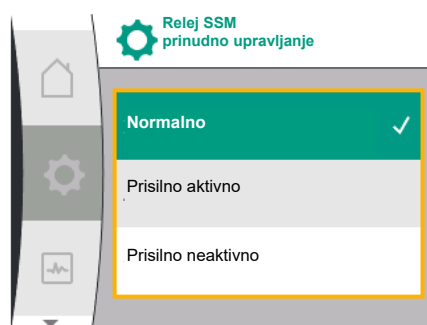 Relej SSM
prinudno upravljanje
Normalno
Prisilno aktivno
Prisilno neaktivno